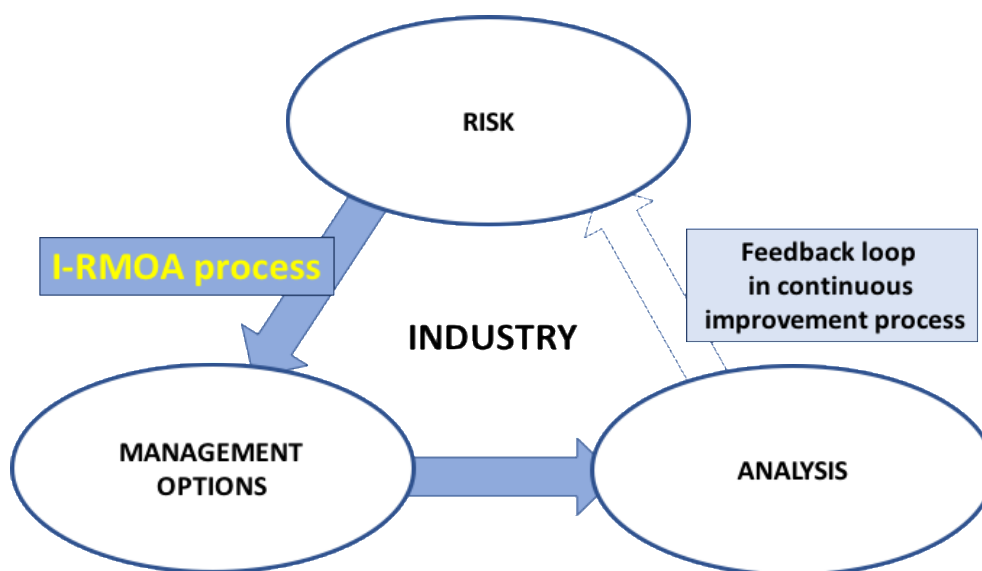 RISK
I-RMOA process
Feedback loop
in continuous
improvement process
INDUSTRY
MANAGEMENT
OPTIONS
ANALYSIS